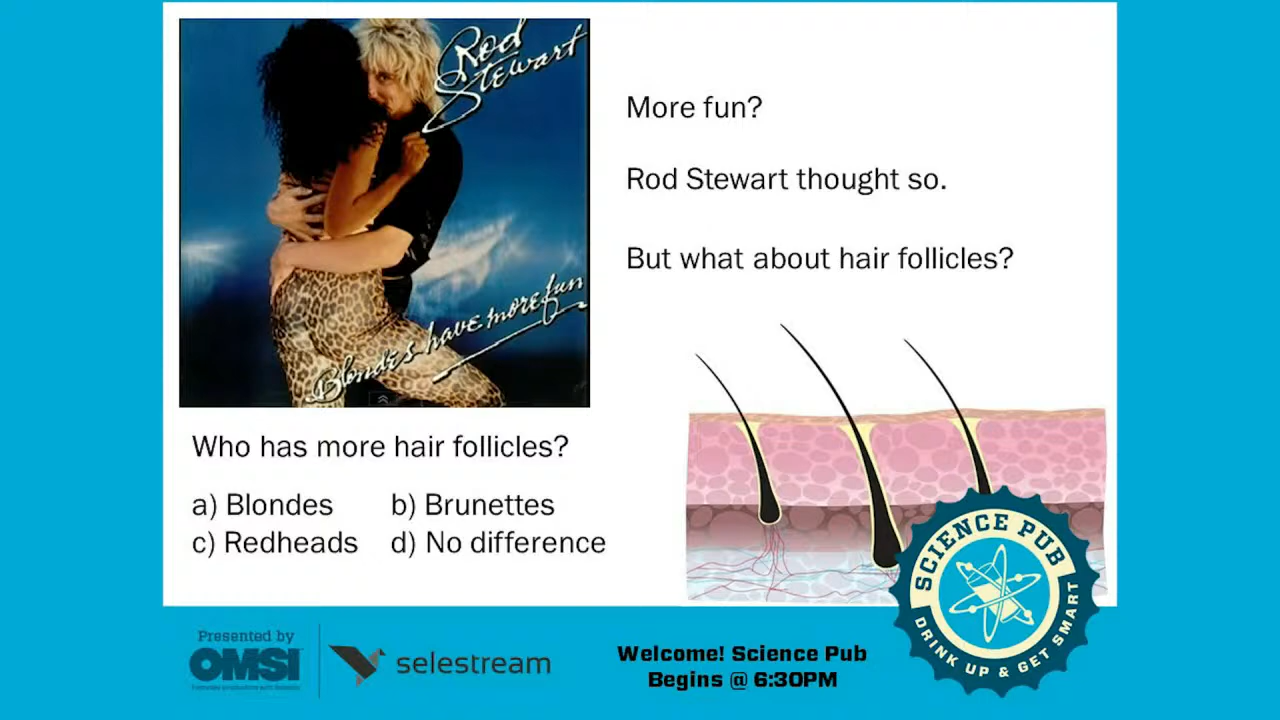 Rod
Stewart
Blondes have more fun
More fun?
Rod Stewart thought so.
But what about hair follicles?
Who has more hair follicles?
a) Blondes b) Brunettes
c) Redheads d) No difference
SCIENCE PUB
DRINK UP & GET SMART
Presented by
OMSI
selestream
Welcome! Science Pub
Begins @ 6:30PM